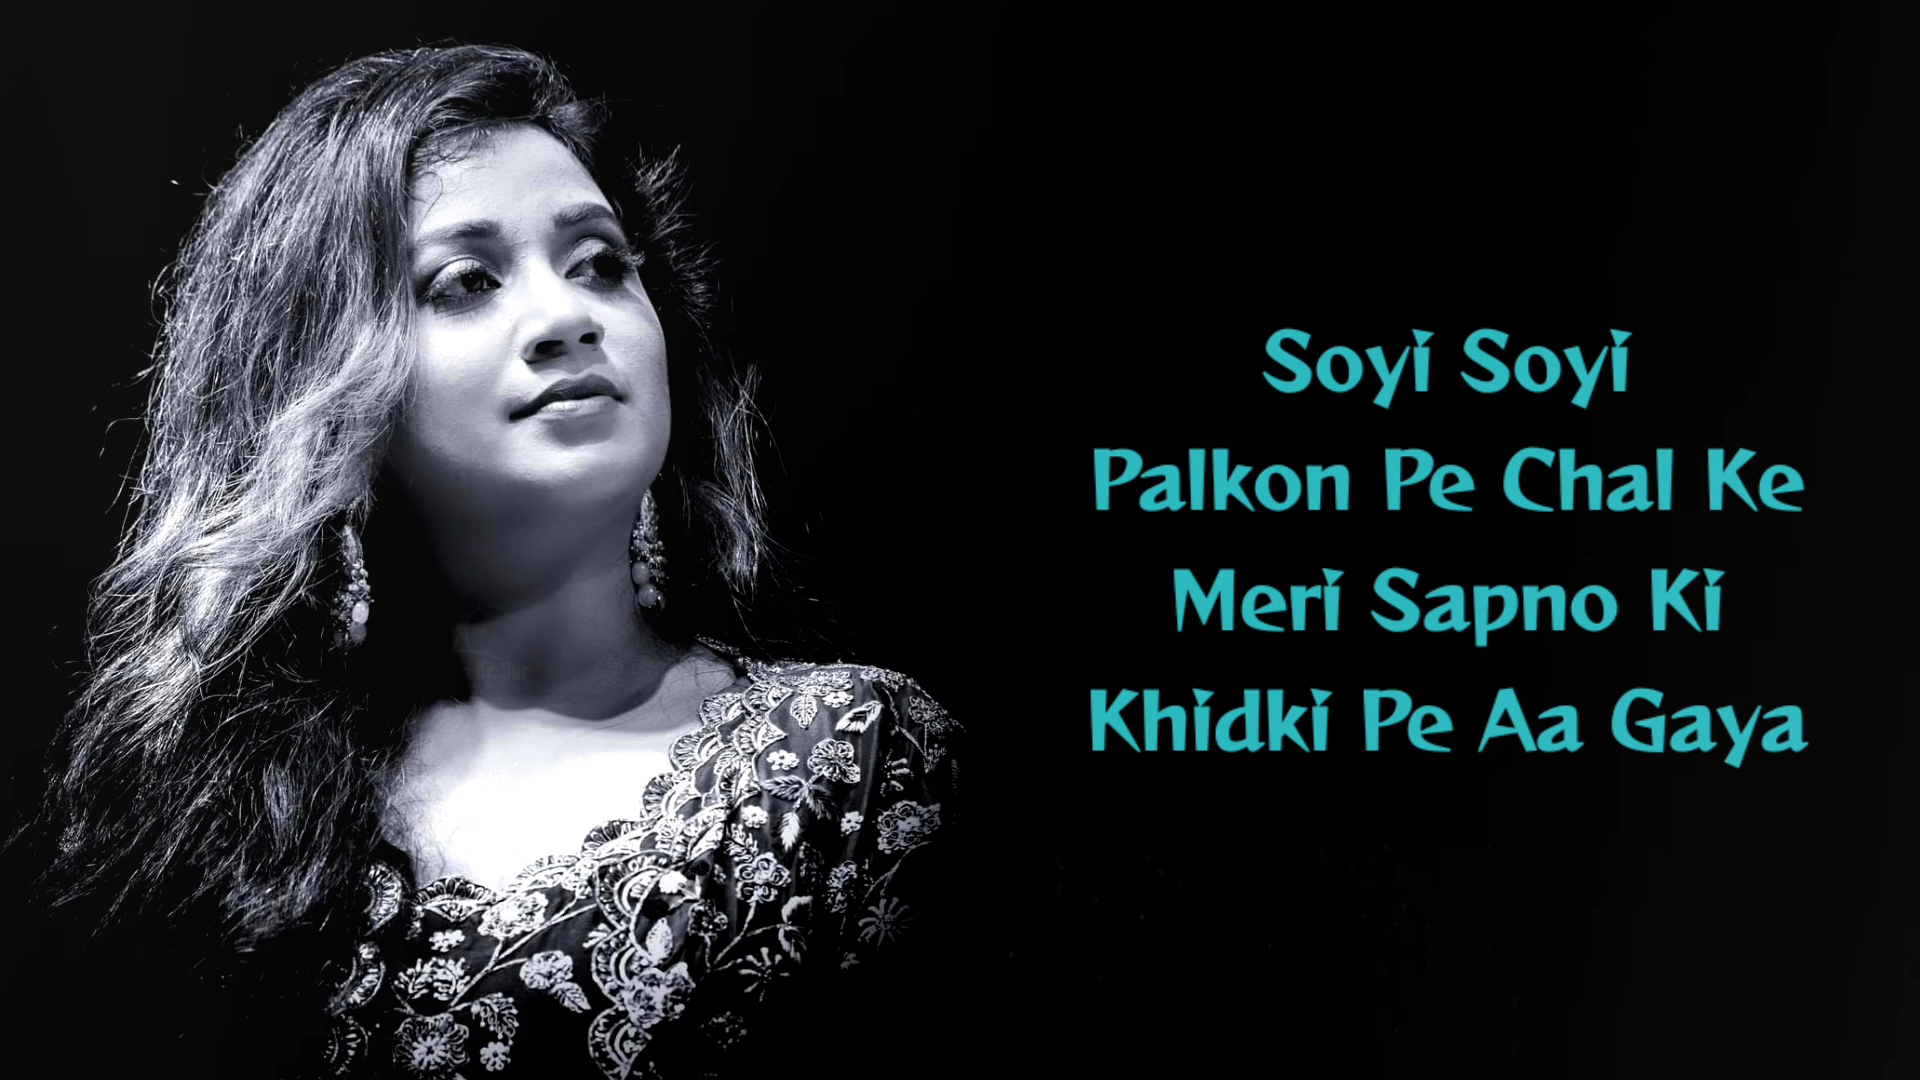 Soyi Soyi
Palkon Pe Chal Ke
Meri Sapno Ki
Khidki Pe Aa Gaya